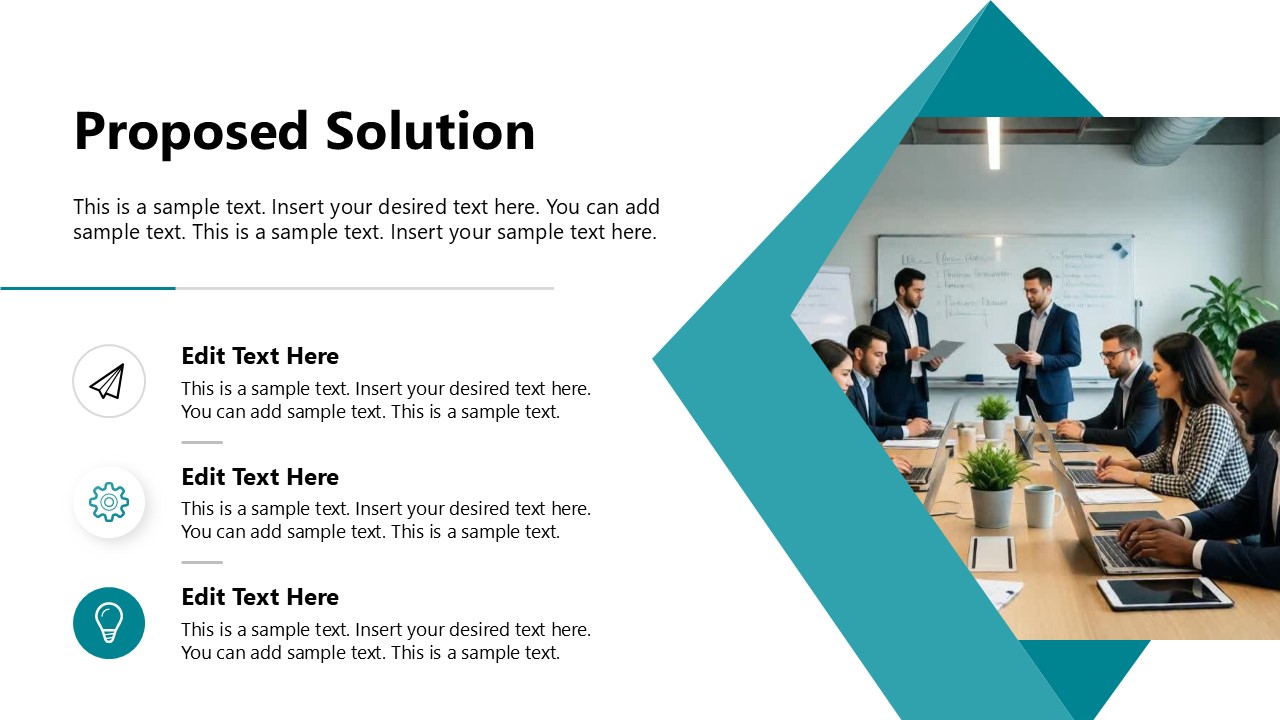 Proposed Solution
This is a sample text. Insert your desired text here. You can add
sample text. This is a sample text. Insert your sample text here.
Edit Text Here
This is a sample text. Insert your desired text here.
You can add sample text. This is a sample text.
Edit Text Here
This is a sample text. Insert your desired text here.
You can add sample text. This is a sample text.
Edit Text Here
This is a sample text. Insert your desired text here.
You can add sample text. This is a sample text.